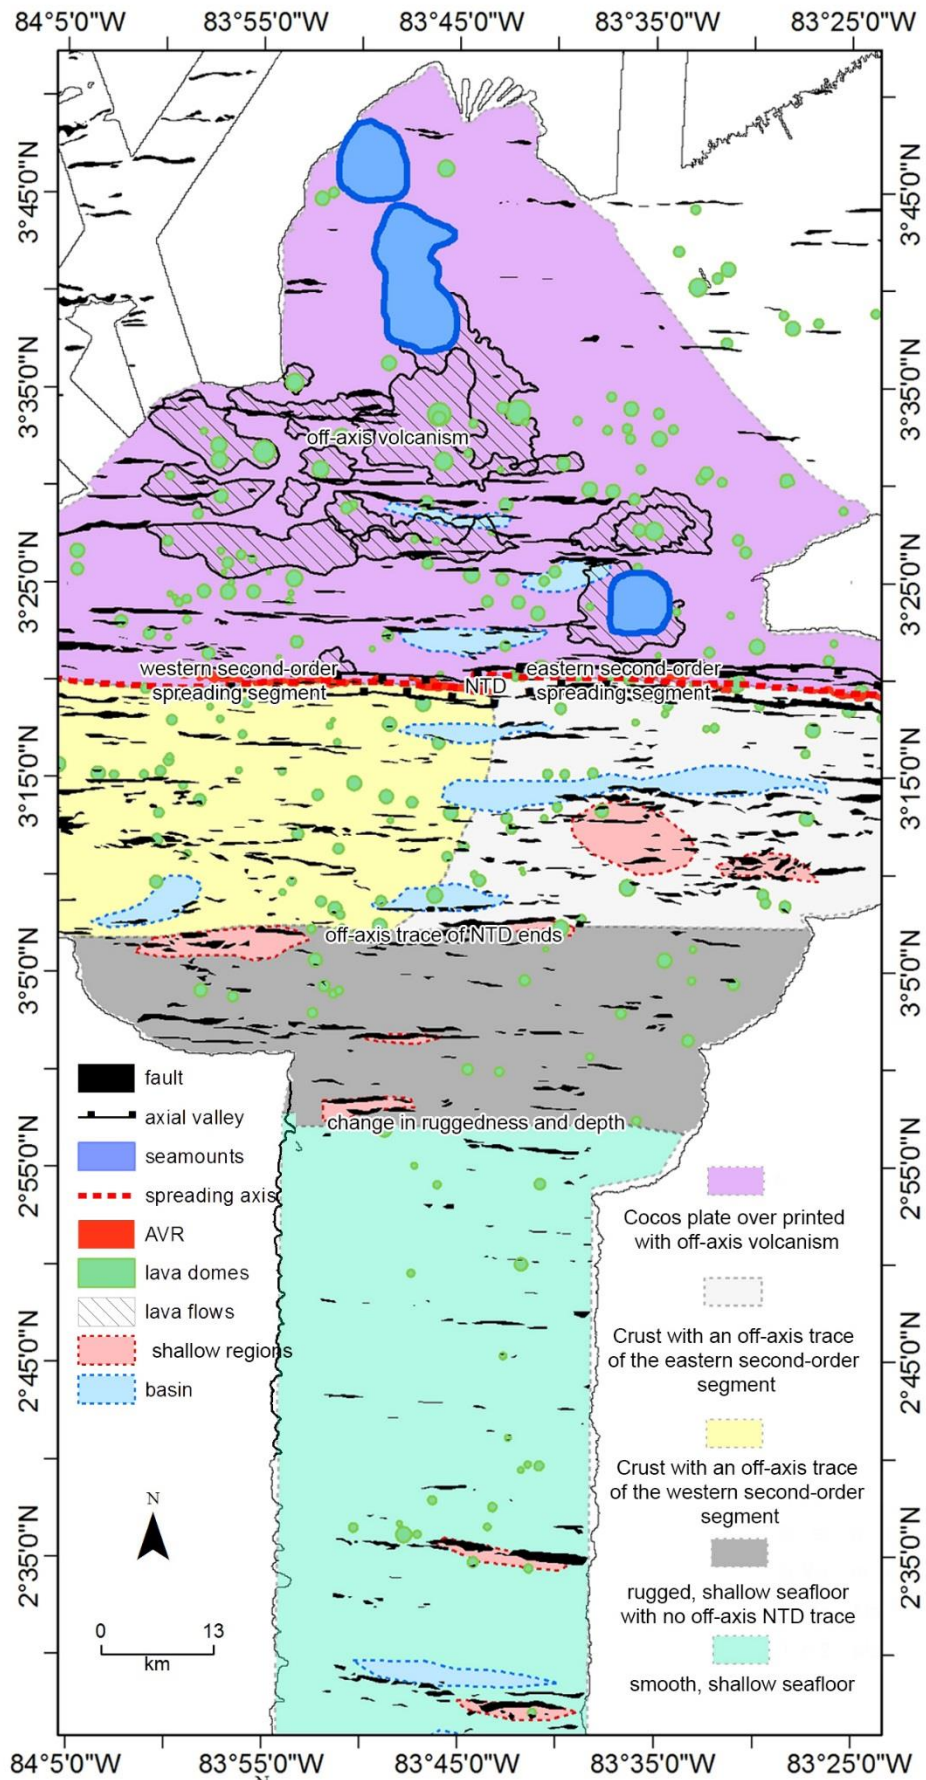 84°5'0"W 83°55'0"W 83°45'0"W 83°35'0"W 83°25'0"W
3°45'0"N 3°45'0"N
3°35'0"N 3°35'0"N
off-axis volcanism
3°25'0"N 3°25'0"N
western second-order
spreading segment
NTD
eastern second-order
spreading segment
3°15'0"N 3°15'0"N
off-axis trace of NTD ends
3°5'0"N 3°5'0"N
change in ruggedness and depth
2°55'0"N 2°55'0"N
2°45'0"N 2°45'0"N
2°35'0"N 2°35'0"N
fault
axial valley
seamounts
spreading axis
AVR
lava domes
lava flows
shallow regions
basin
N
0 13
km
Cocos plate over printed
with off-axis volcanism
Crust with an off-axis trace
of the eastern second-order
segment
Crust with an off-axis trace
of the western second-order
segment
rugged, shallow seafloor
with no off-axis NTD trace
smooth, shallow seafloor
84°5'0"W 83°55'0"W 83°45'0"W 83°35'0"W 83°25'0"W